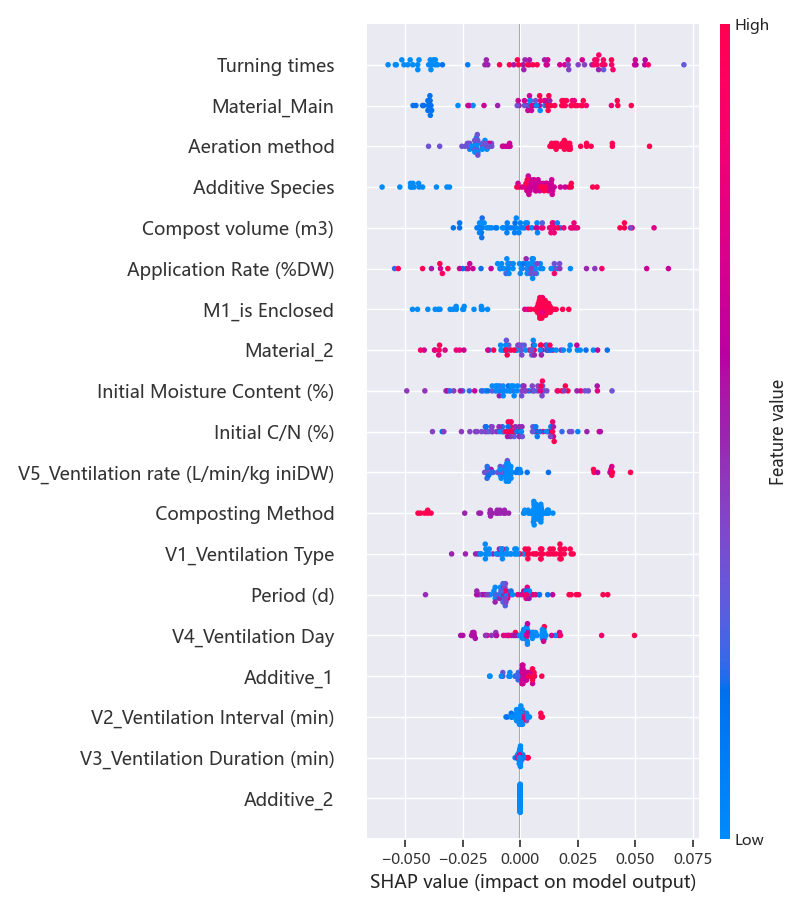 High
Turning times
Material_Main
Aeration method
Additive Species
Compost volume (m3)
Application Rate (%DW)
M1_is Enclosed
Material_2
Initial Moisture Content (%)
Initial C/N (%)
V5_Ventilation rate (L/min/kg iniDW)
Composting Method
V1_Ventilation Type
Period (d)
V4_Ventilation Day
Additive_1
V2_Ventilation Interval (min)
V3_Ventilation Duration (min)
Additive_2
Feature value
Low
−0.050 −0.025 0.000 0.025 0.050 0.075
SHAP value (impact on model output)